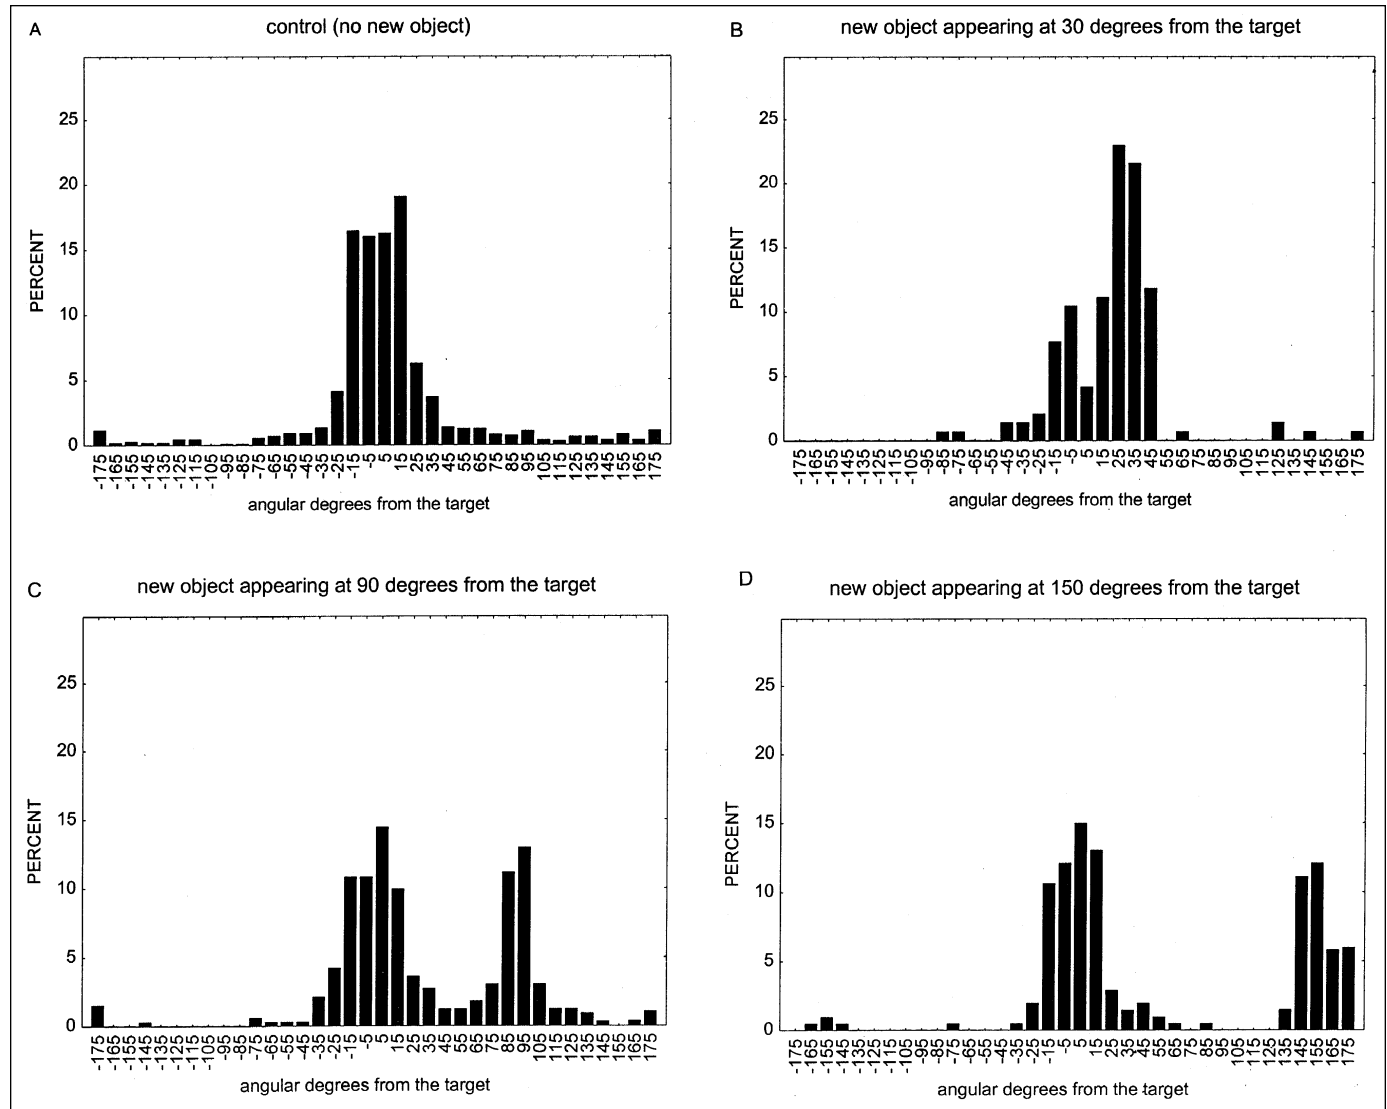 A
control (no new object)
25
20
15
10
5
0
PERCENT
-175 -165 -155 -145 -135 -125 -115 -105 -95 -85 -75 -65 -55 -45 -35 -25 -15 -5 5 15 25 35 45 55 65 75 85 95 105 115 125 135 145 155 165 175
angular degrees from the target
B
new object appearing at 30 degrees from the target
25
20
15
10
5
0
PERCENT
-175 -165 -155 -145 -135 -125 -115 -105 -95 -85 -75 -65 -55 -45 -35 -25 -15 -5 5 15 25 35 45 55 65 75 85 95 105 115 125 135 145 155 165 175
angular degrees from the target
C
new object appearing at 90 degrees from the target
25
20
15
10
5
0
PERCENT
-175 -165 -155 -145 -135 -125 -115 -105 -95 -85 -75 -65 -55 -45 -35 -25 -15 -5 5 15 25 35 45 55 65 75 85 95 105 115 125 135 145 155 165 175
angular degrees from the target
D
new object appearing at 150 degrees from the target
25
20
15
10
5
0
PERCENT
-175 -165 -155 -145 -135 -125 -115 -105 -95 -85 -75 -65 -55 -45 -35 -25 -15 -5 5 15 25 35 45 55 65 75 85 95 105 115 125 135 145 155 165 175
angular degrees from the target